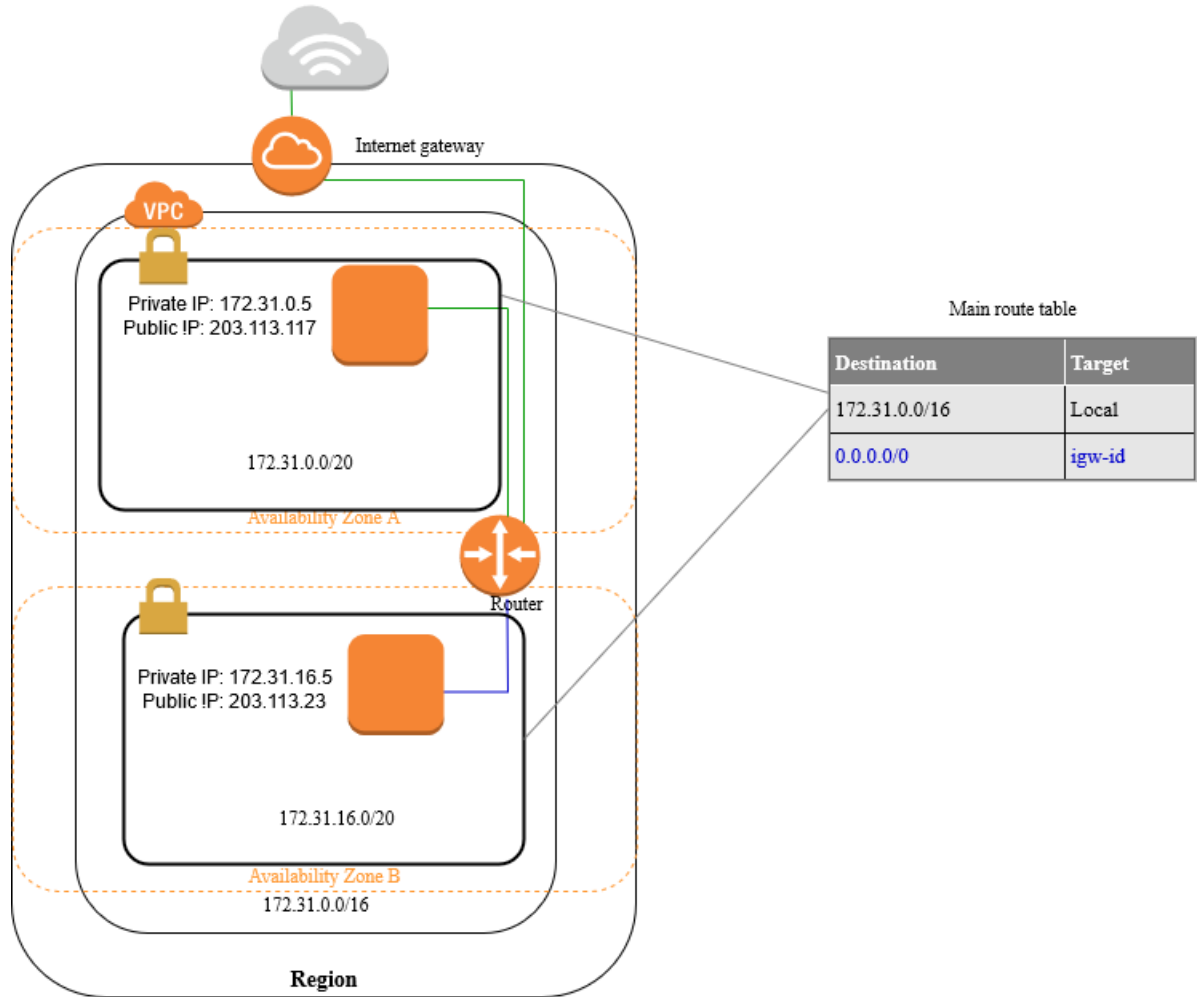 Internet gateway
VPC
Private IP: 172.31.0.5
Public !P: 203.113.117
172.31.0.0/20
Availability Zone A
Main route table
Destination Target
172.31.0.0/16 Local
0.0.0.0/0 igw-id
Router
Private IP: 172.31.16.5
Public !P: 203.113.23
172.31.16.0/20
Availability Zone B
172.31.0.0/16
Region